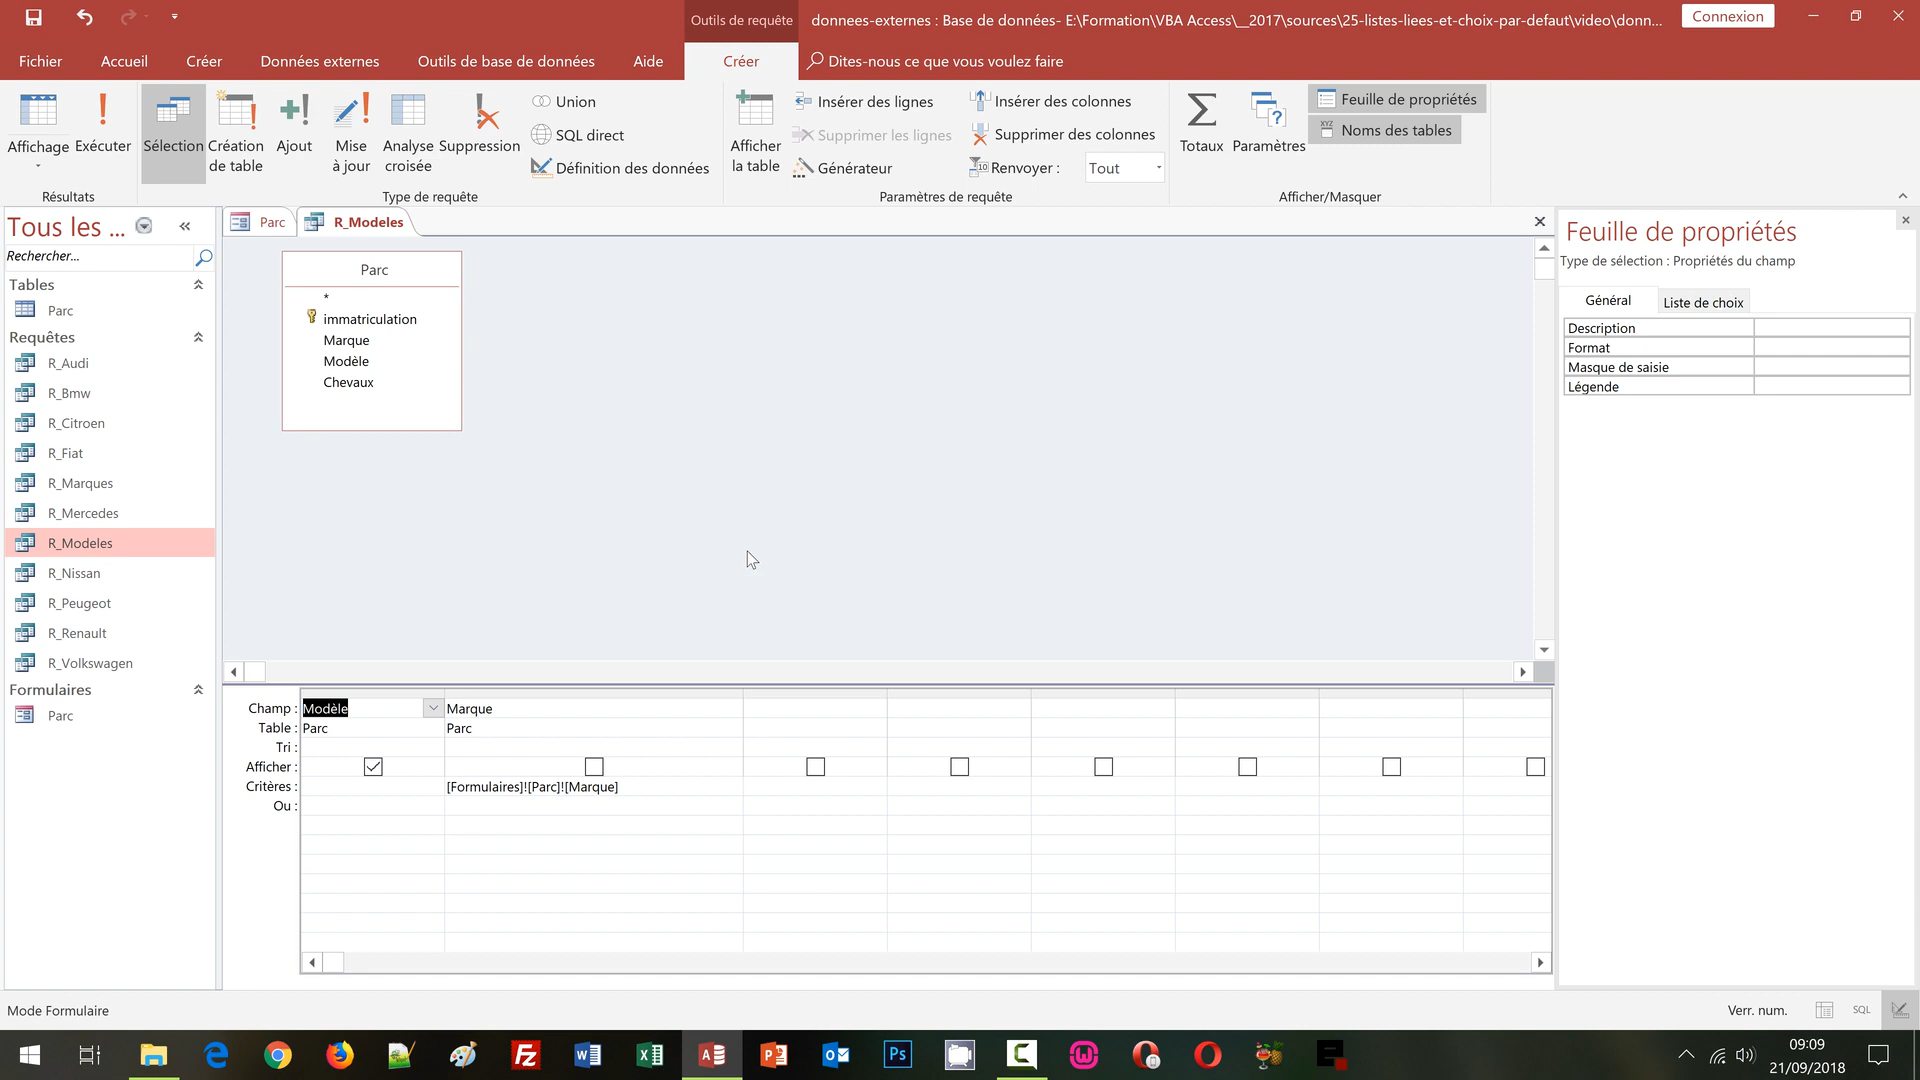 Outils de requête
donnees-externes : Base de données- E:\Formation\VBA Access\__2017\sources\25-listes-liees-et-choix-par-defaut\video\donn...
Connexion
Fichier
Accueil
Créer
Données externes
Outils de base de données
Aide
Créer
Dites-nous ce que vous voulez faire
Affichage
Exécuter
Résultats
Sélection
Création
de table
Ajout
Mise
à jour
Analyse
croisée
Suppression
Union
SQL direct
Définition des données
Type de requête
Afficher
la table
Insérer des lignes
Supprimer les lignes
Générateur
Insérer des colonnes
Supprimer des colonnes
Renvoyer :
Tout
Paramètres de requête
Totaux
Paramètres
Feuille de propriétés
XYZ
Noms des tables
Afficher/Masquer
Tous les ...
Rechercher...
Tables
Parc
Requêtes
R_Audi
R_Bmw
R_Citroen
R_Fiat
R_Marques
R_Mercedes
R_Modeles
R_Nissan
R_Peugeot
R_Renault
R_Volkswagen
Formulaires
Parc
Parc
R_Modeles
Parc
*
immatriculation
Marque
Modèle
Chevaux
Champ :
Modèle
Marque
Table :
Parc
Parc
Tri :
Afficher :
Critères :
[Formulaires]![Parc]![Marque]
Ou :
Feuille de propriétés
Type de sélection : Propriétés du champ
Général
Liste de choix
Description
Format
Masque de saisie
Légende
Mode Formulaire
Verr. num.
SQL
09:09
21/09/2018